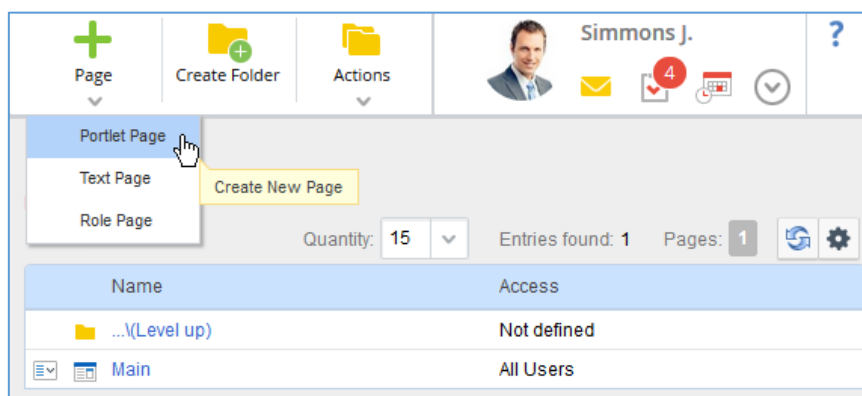 Simmons J.
?
4
Page
Create Folder
Actions
Portlet Page
Text Page
Create New Page
Role Page
Quantity: 15 Entries found: 1 Pages: 1
Name Access
...\(Level up) Not defined
Main All Users